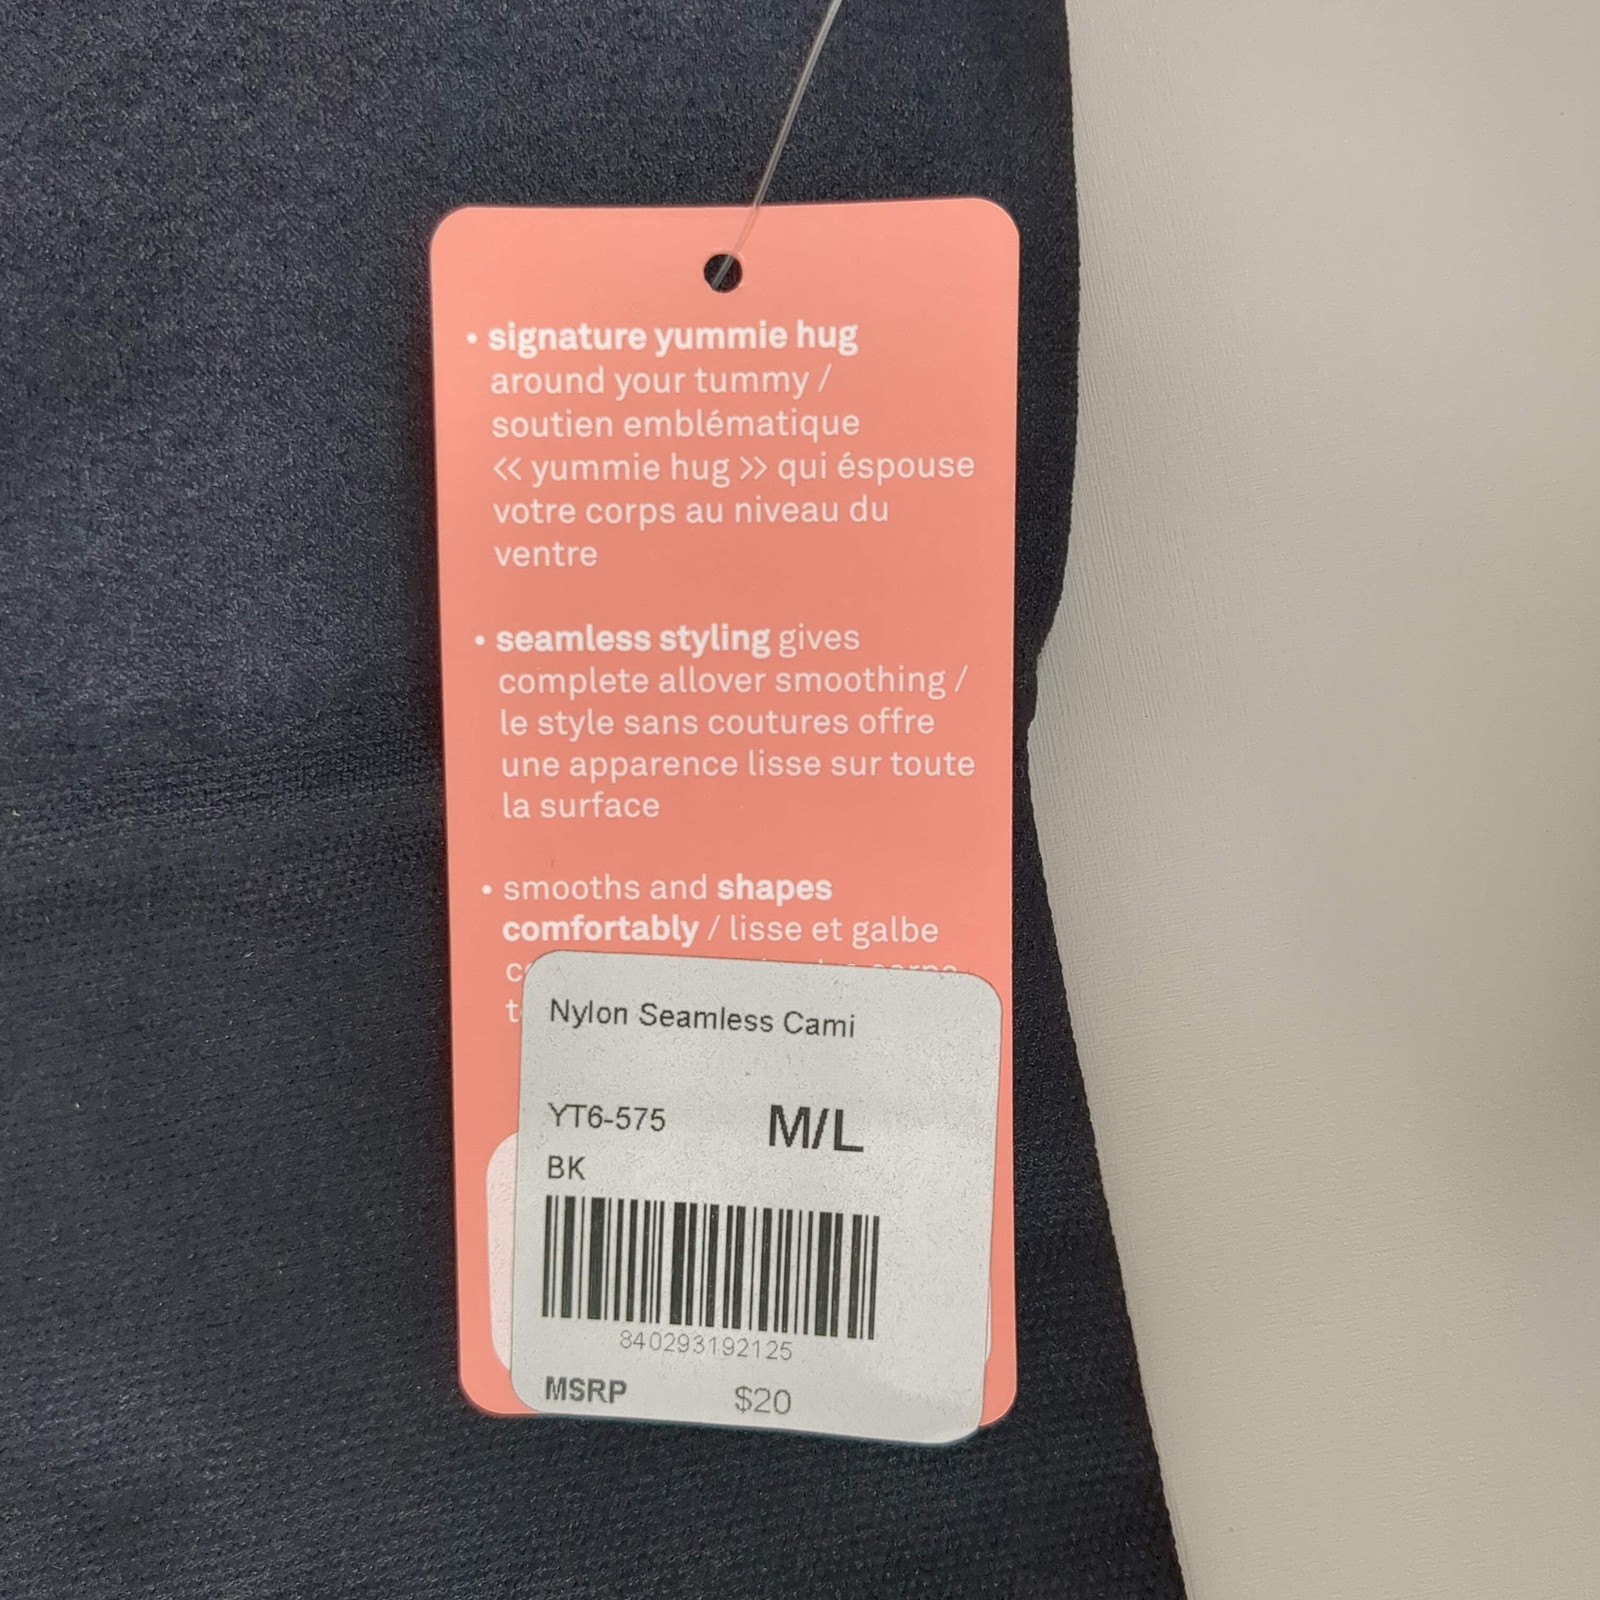 • signature yummie hug
around your tummy /
soutien emblématique
<< yummie hug >> qui éspouse
votre corps au niveau du
ventre
• seamless styling gives
complete allover smoothing /
le style sans coutures offre
une apparence lisse sur toute
la surface
• smooths and shapes
comfortably / lisse et galbe
Nylon Seamless Cami
YT6-575 M/L
BK
840293192125
MSRP $20